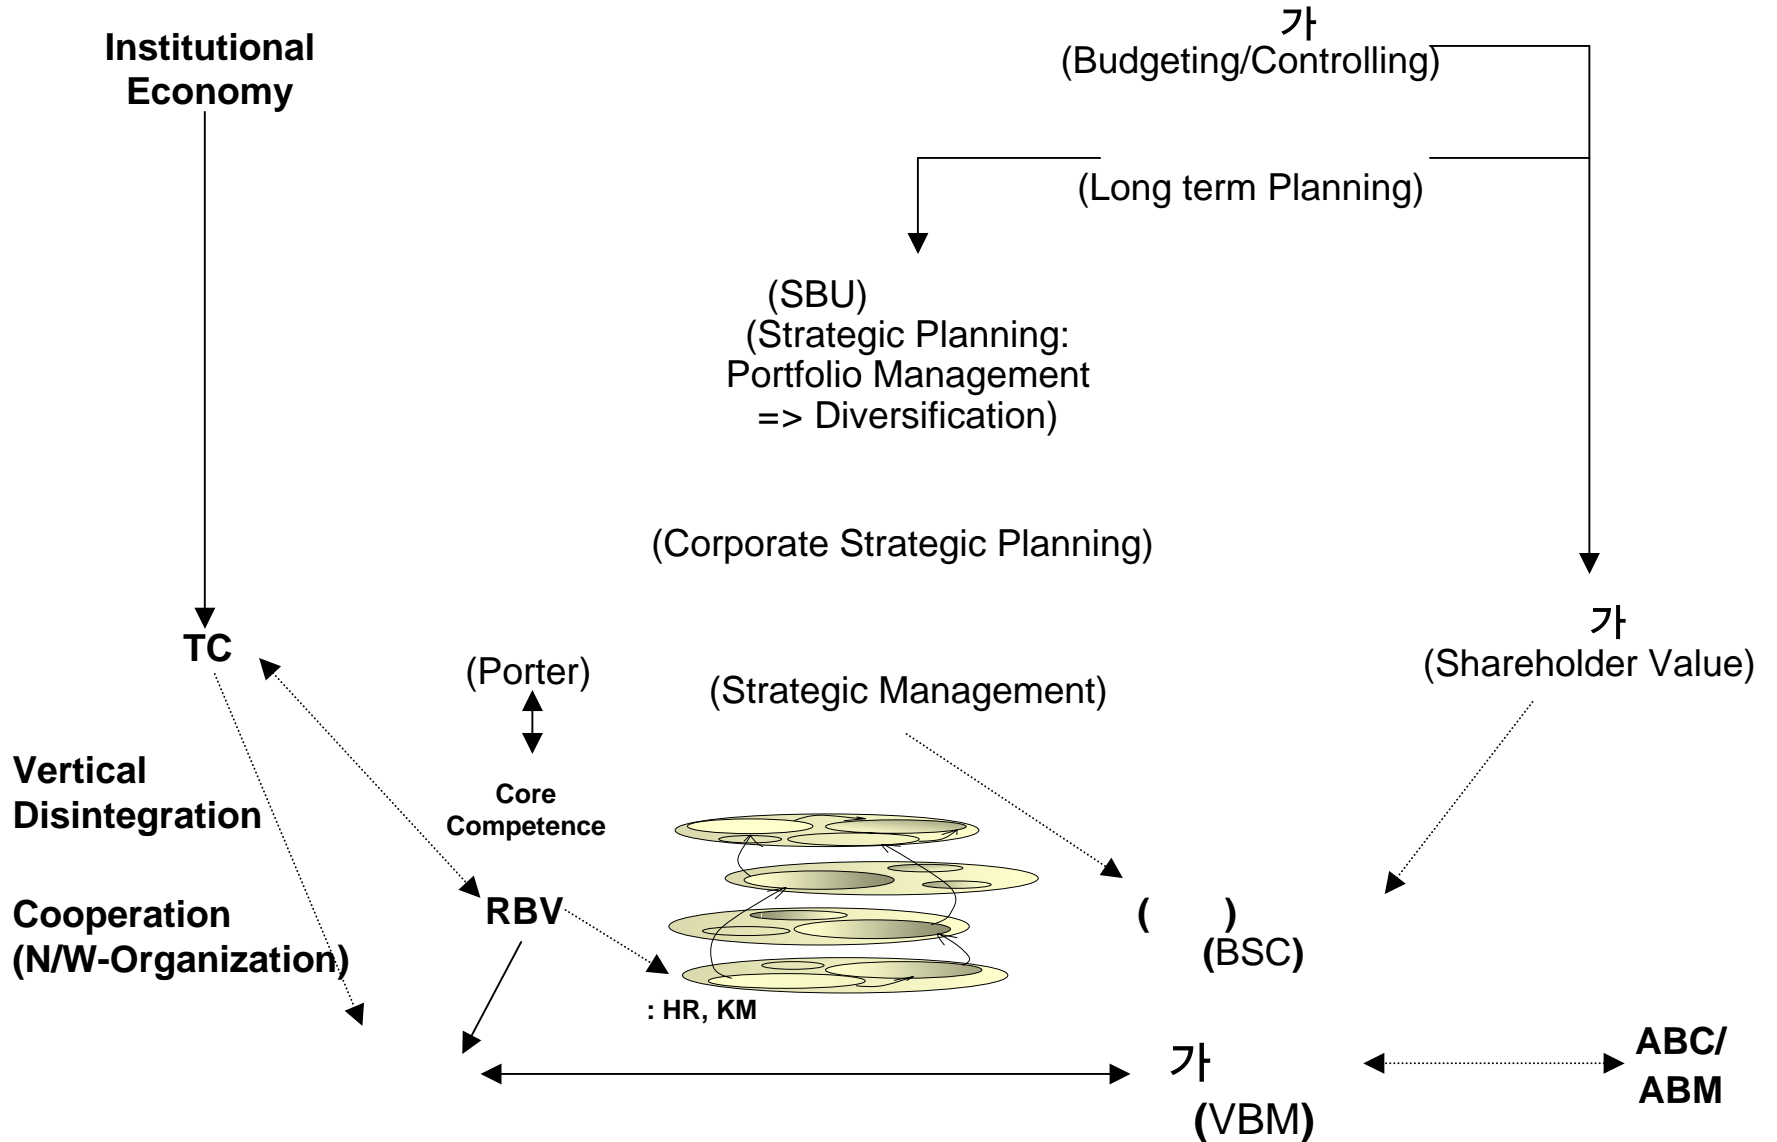 Institutional
Economy
가
(Budgeting/Controlling)
(Long term Planning)
(SBU)
(Strategic Planning:
Portfolio Management
=> Diversification)
(Corporate Strategic Planning)
TC
(Porter)
(Strategic Management)
가
(Shareholder Value)
Vertical
Disintegration
Core
Competence
Cooperation
(N/W-Organization)
RBV
: HR, KM
( )
(BSC)
가
(VBM)
ABC/
ABM